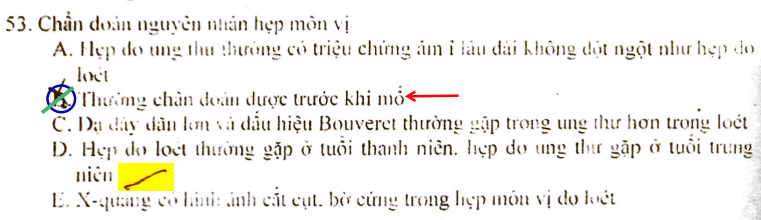 53. Chẩn đoán nguyên nhân hẹp môn vị
A. Hẹp do ung thư thường có triệu chứng âm ỉ lâu dài không đột ngột như hẹp do
loét
Thường chẩn đoán được trước khi mổ
C. Dạ dày dãn lớn và dấu hiệu Bouveret thường gặp trong ung thư hơn trong loét
D. Hẹp do loét thường gặp ở tuổi thanh niên. hẹp do ung thư gặp ở tuổi trung
niên
E. X-quang có hình ảnh cắt cụt. bờ cứng trong hẹp môn vị do loét